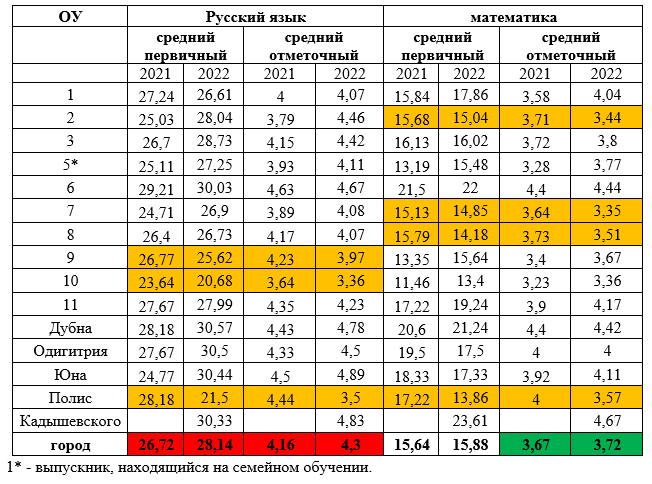 ОУ Русский язык математика
средний первичный средний отметочный средний первичный средний отметочный
2021 2022 2021 2022 2021 2022 2021 2022
1 27,24 26,61 4 4,07 15,84 17,86 3,58 4,04
2 25,03 28,04 3,79 4,46 15,68 15,04 3,71 3,44
3 26,7 28,73 4,15 4,42 16,13 16,02 3,72 3,8
5* 25,11 27,25 3,93 4,11 13,19 15,48 3,28 3,77
6 29,21 30,03 4,63 4,67 21,5 22 4,4 4,44
7 24,71 26,9 3,89 4,08 15,13 14,85 3,64 3,35
8 26,4 26,73 4,17 4,07 15,79 14,18 3,73 3,51
9 26,77 25,62 4,23 3,97 13,35 15,64 3,4 3,67
10 23,64 20,68 3,64 3,36 11,46 13,4 3,23 3,36
11 27,67 27,99 4,35 4,23 17,22 19,24 3,9 4,17
Дубна 28,18 30,57 4,43 4,78 20,6 21,24 4,4 4,42
Одигитрия 27,67 30,5 4,33 4,5 19,5 17,5 4 4
Юна 24,77 30,44 4,5 4,89 18,33 17,33 3,92 4,11
Полис 28,18 21,5 4,44 3,5 17,22 13,86 4 3,57
Кадышевского 30,33 4,83 23,61 4,67
город 26,72 28,14 4,16 4,3 15,64 15,88 3,67 3,72
1* - выпускник, находящийся на семейном обучении.